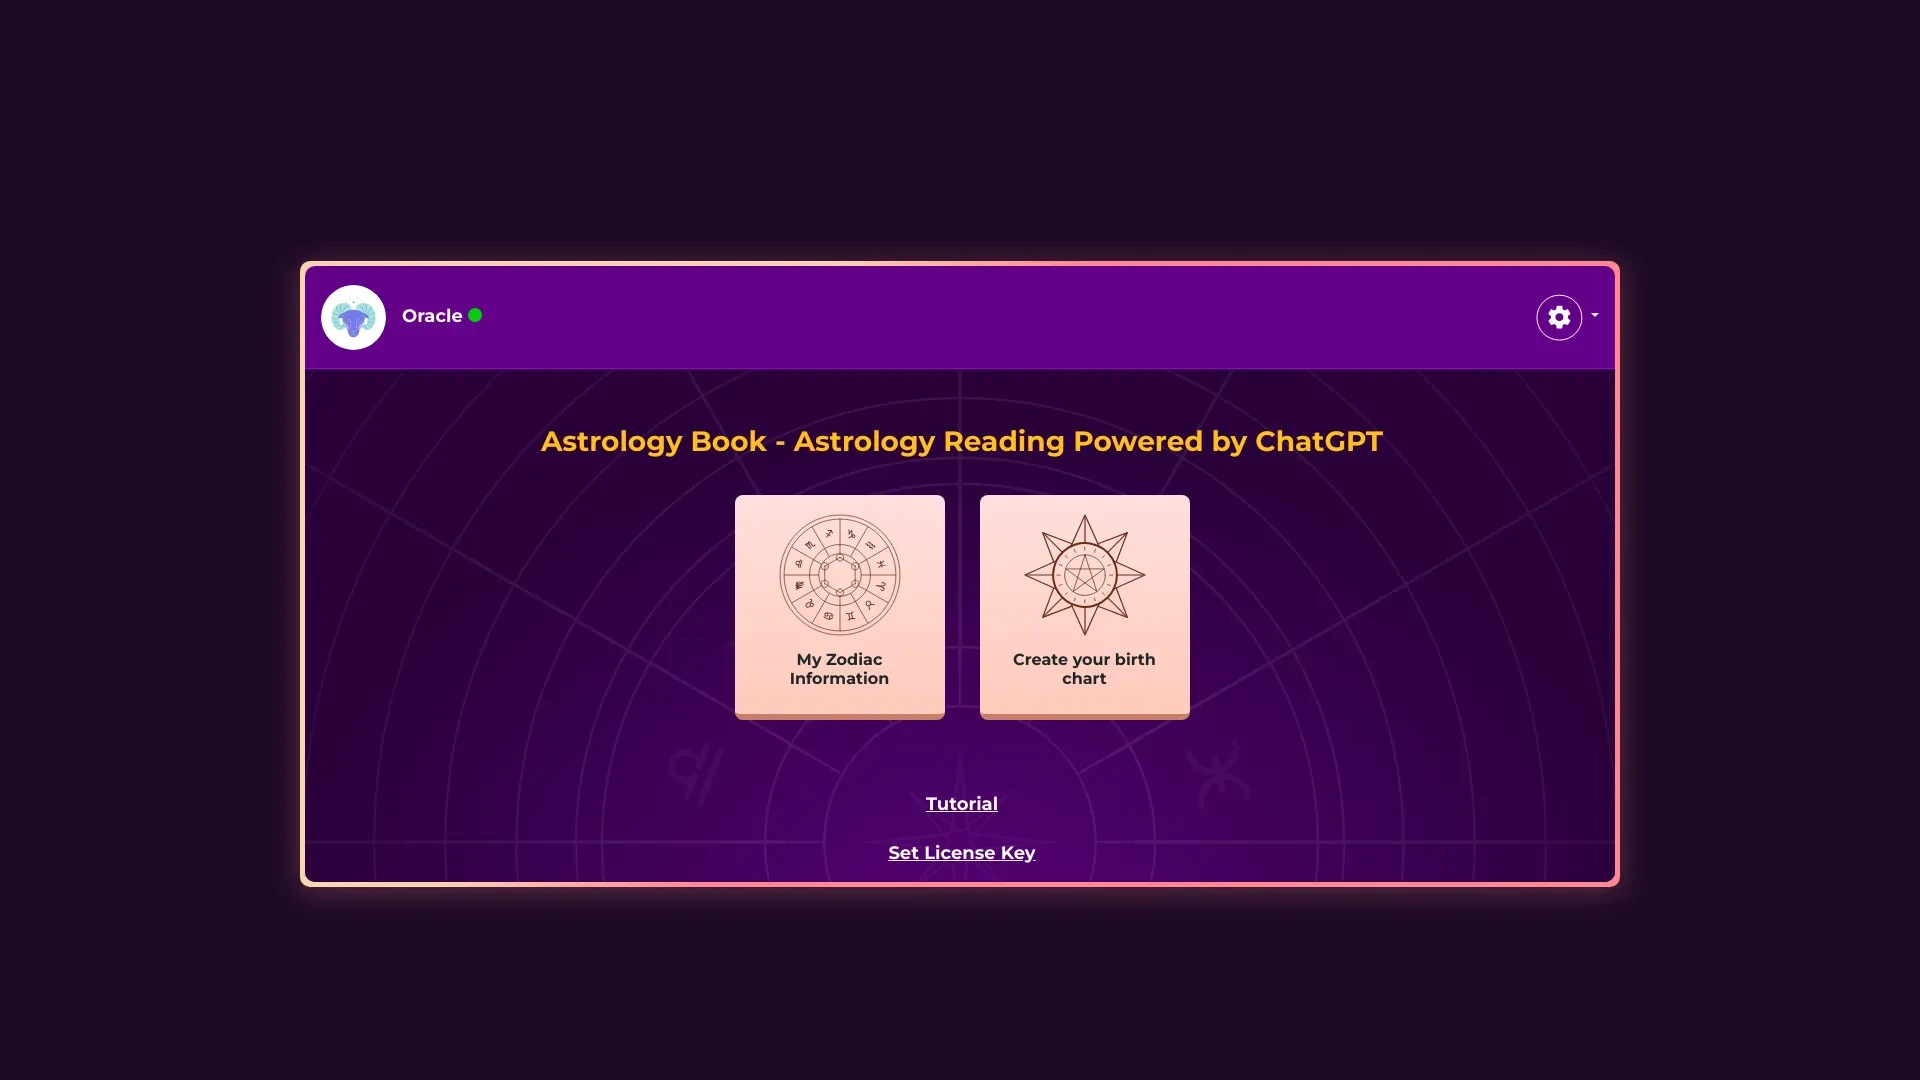 Oracle
Astrology Book - Astrology Reading Powered by ChatGPT
My Zodiac
Information
Create your birth
chart
Tutorial
Set License Key